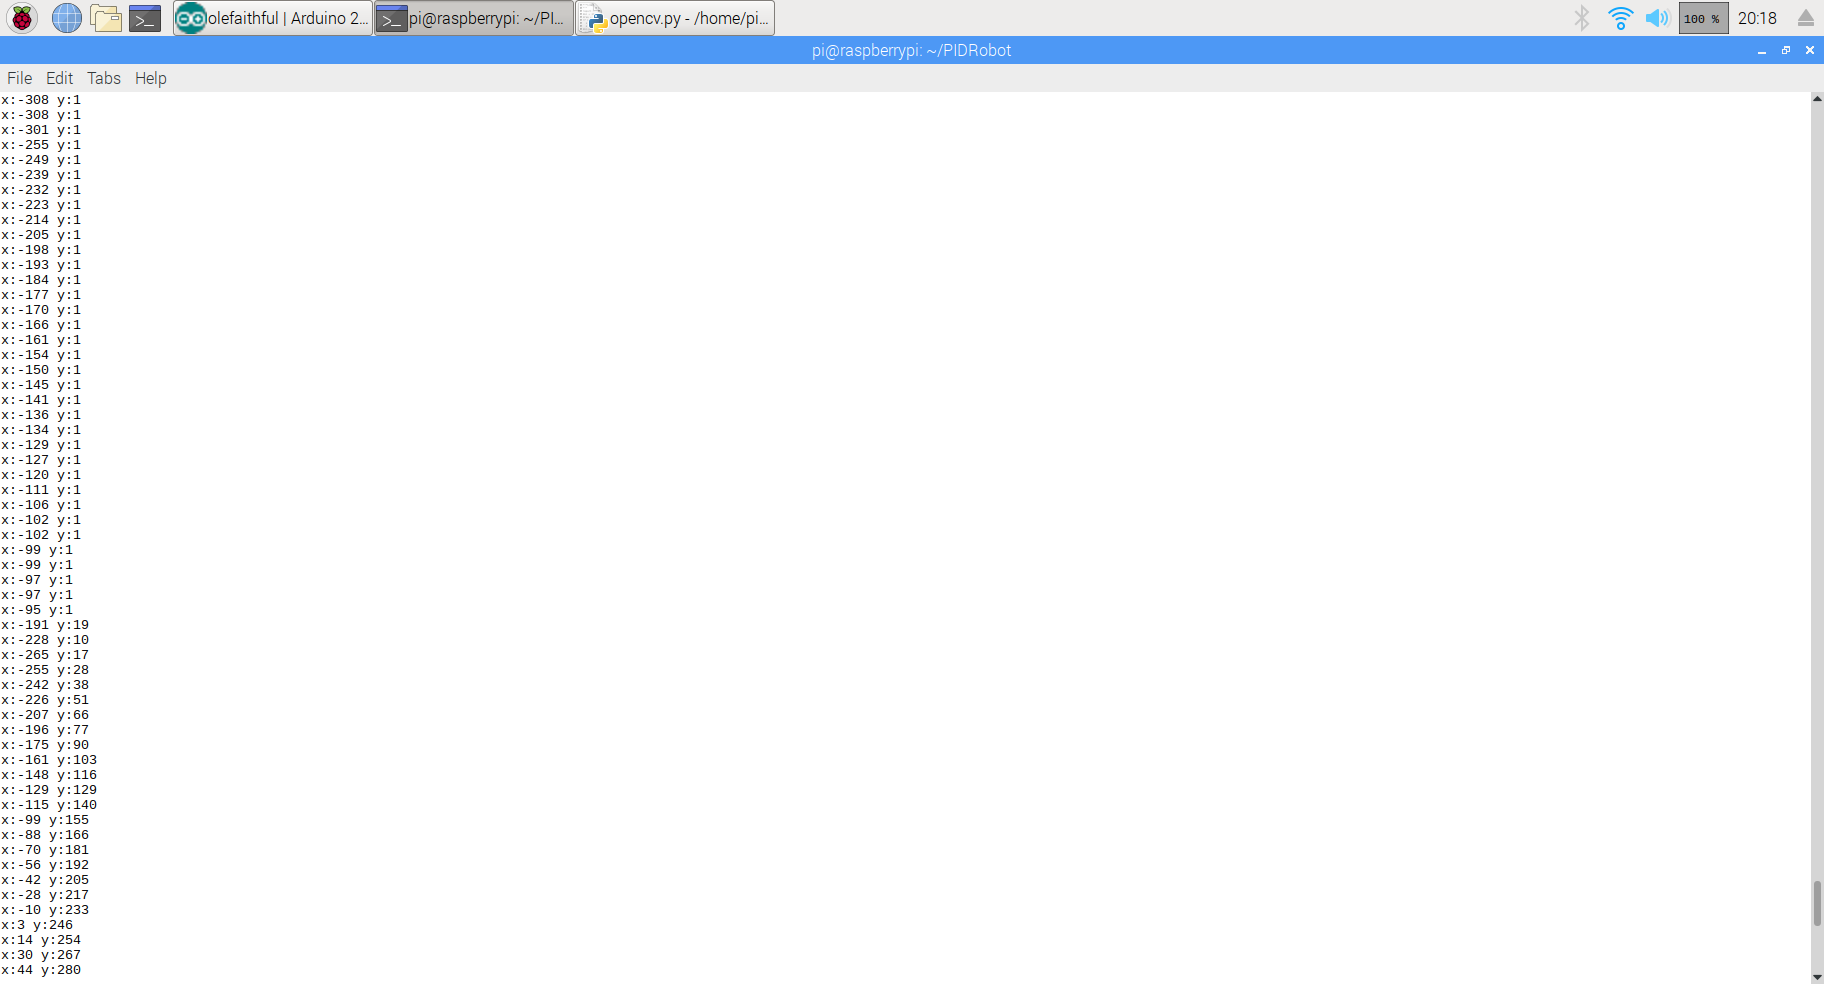 olefaithful | Arduino 2...
pi@raspberrypi: ~/PI...
opencv.py - /home/pi...
100 %
20:18
pi@raspberrypi: ~/PIDRobot
File Edit Tabs Help
x:-308 y:1
x:-308 y:1
x:-301 y:1
x:-255 y:1
x:-249 y:1
x:-239 y:1
x:-232 y:1
x:-223 y:1
x:-214 y:1
x:-205 y:1
x:-198 y:1
x:-193 y:1
x:-184 y:1
x:-177 y:1
x:-170 y:1
x:-166 y:1
x:-161 y:1
x:-154 y:1
x:-150 y:1
x:-145 y:1
x:-141 y:1
x:-136 y:1
x:-134 y:1
x:-129 y:1
x:-127 y:1
x:-120 y:1
x:-111 y:1
x:-106 y:1
x:-102 y:1
x:-102 y:1
x:-99 y:1
x:-99 y:1
x:-97 y:1
x:-97 y:1
x:-95 y:1
x:-191 y:19
x:-228 y:10
x:-265 y:17
x:-255 y:28
x:-242 y:38
x:-226 y:51
x:-207 y:66
x:-196 y:77
x:-175 y:90
x:-161 y:103
x:-148 y:116
x:-129 y:129
x:-115 y:140
x:-99 y:155
x:-88 y:166
x:-70 y:181
x:-56 y:192
x:-42 y:205
x:-28 y:217
x:-10 y:233
x:3 y:246
x:14 y:254
x:30 y:267
x:44 y:280